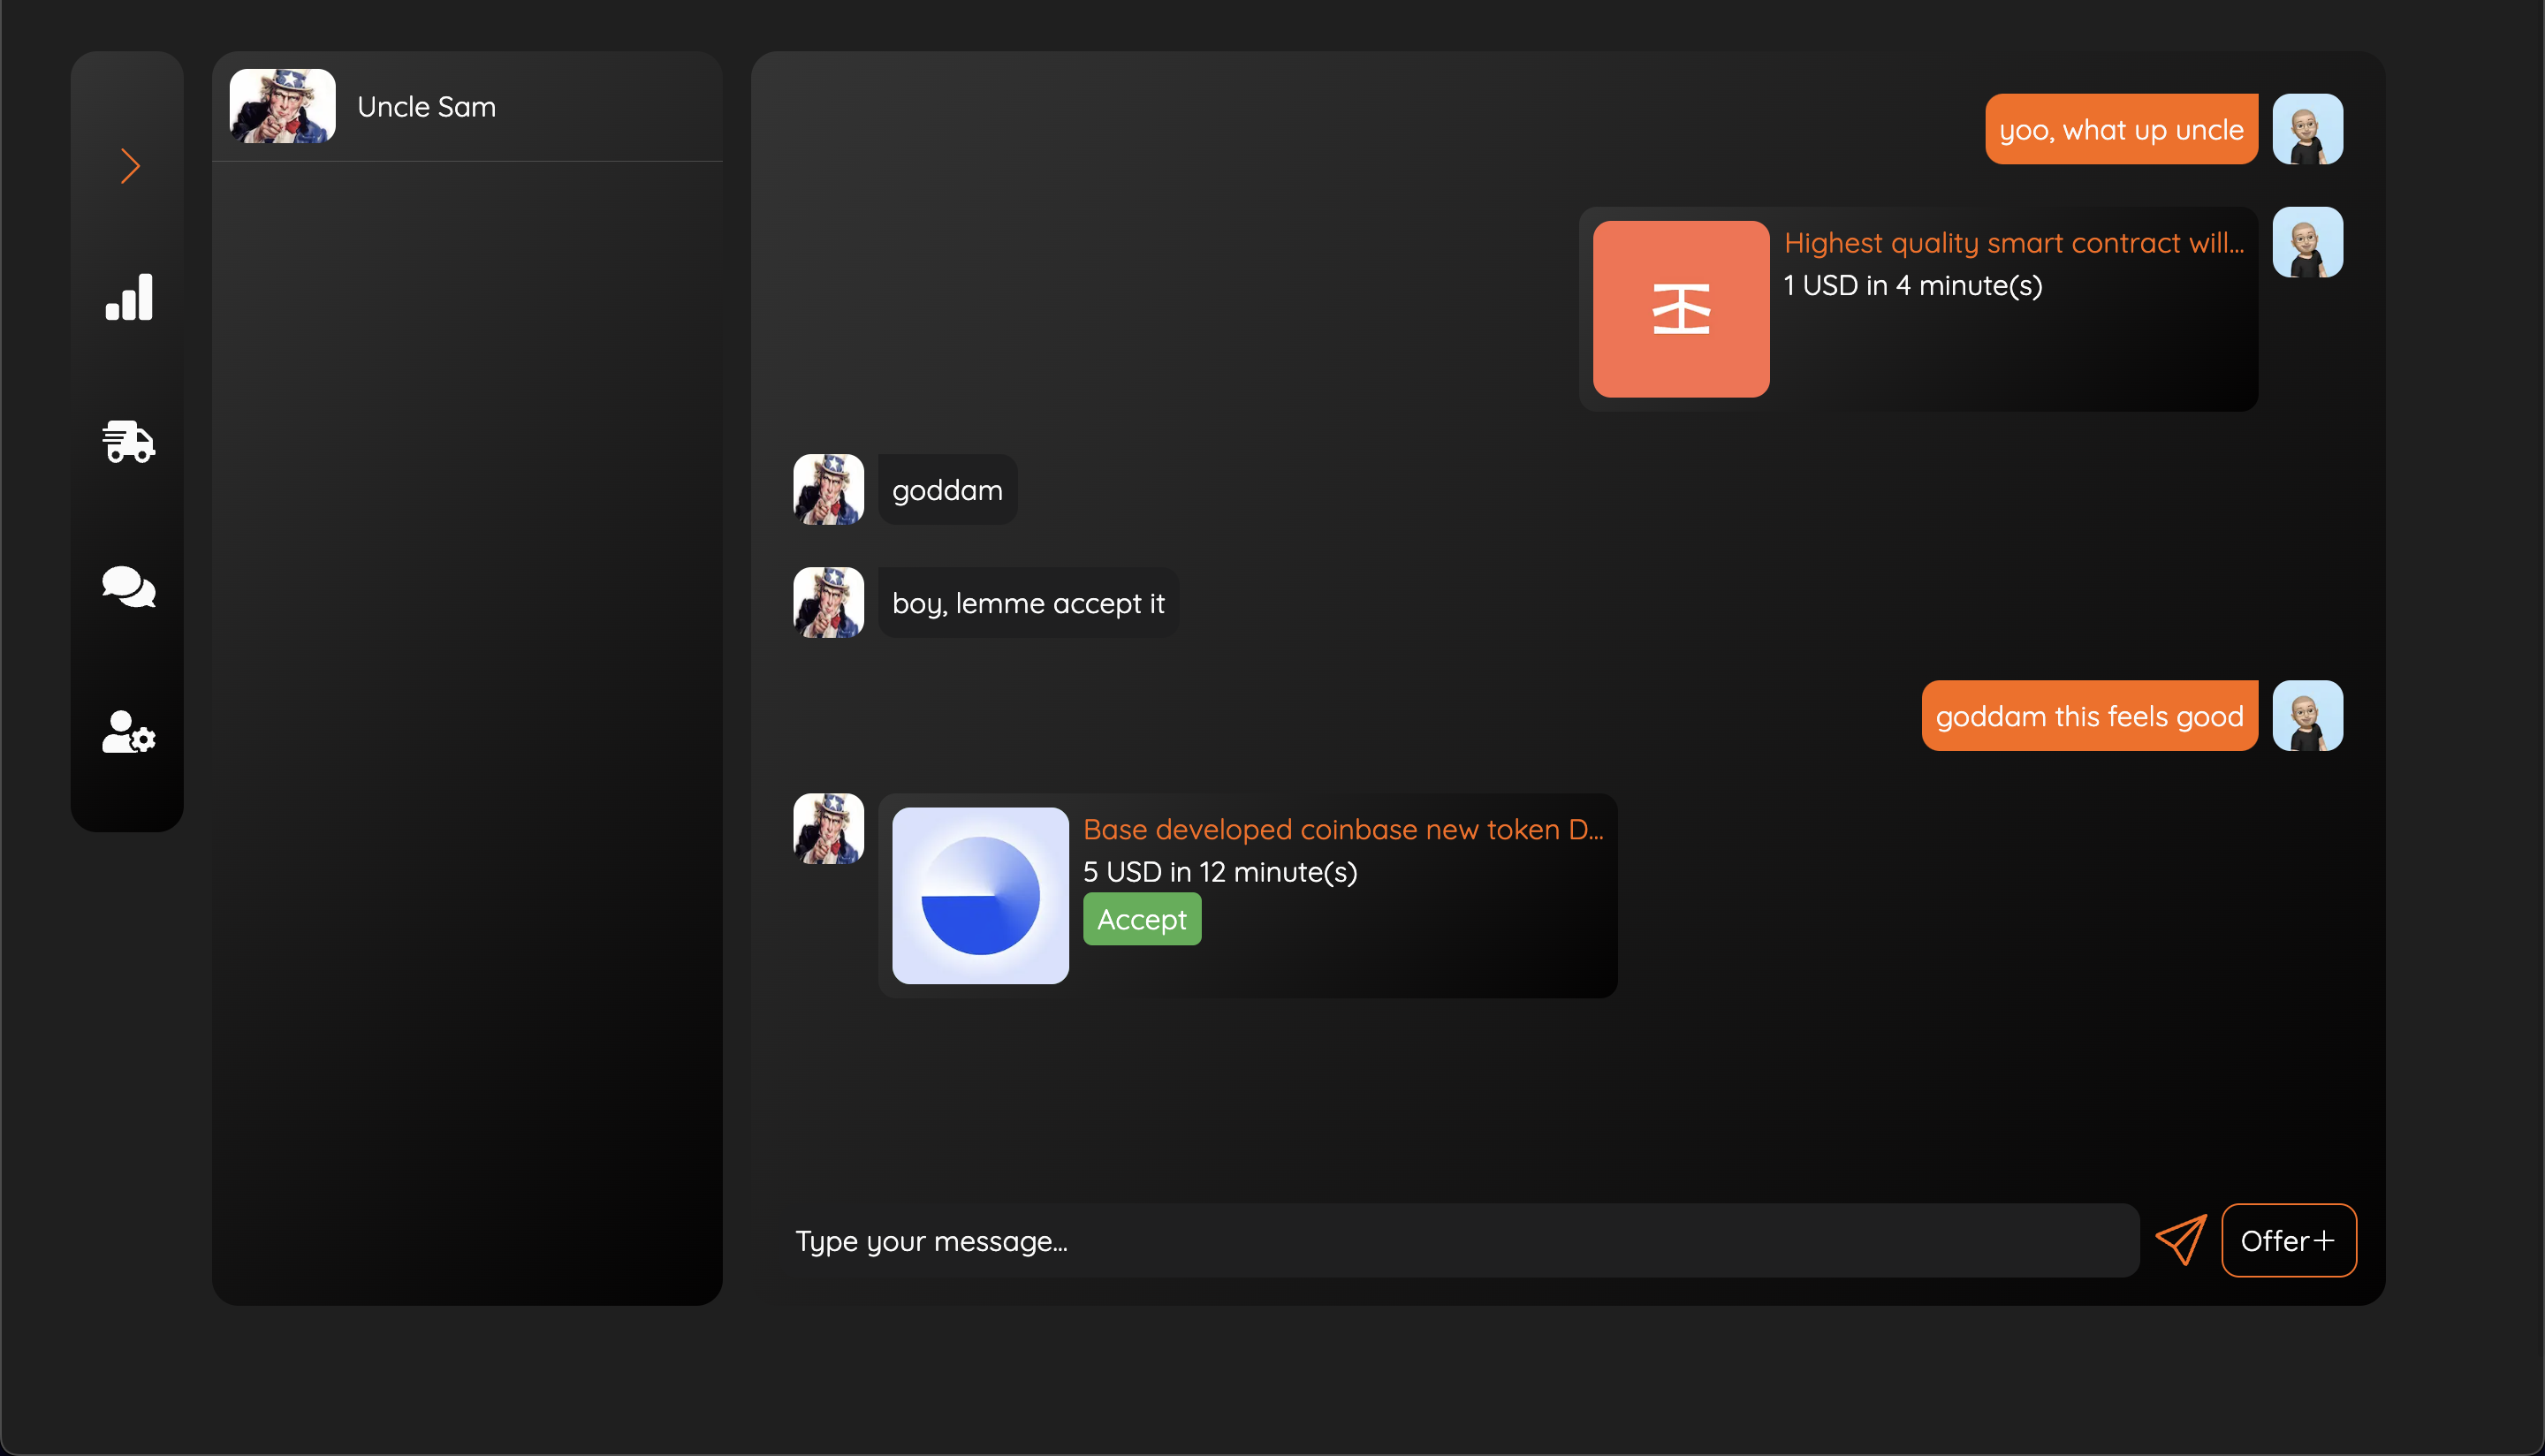 Uncle Sam
yoo, what up uncle
Highest quality smart contract will...
1 USD in 4 minute(s)
goddam
boy, lemme accept it
goddam this feels good
Base developed coinbase new token D...
5 USD in 12 minute(s)
Accept
Type your message...
Offer+